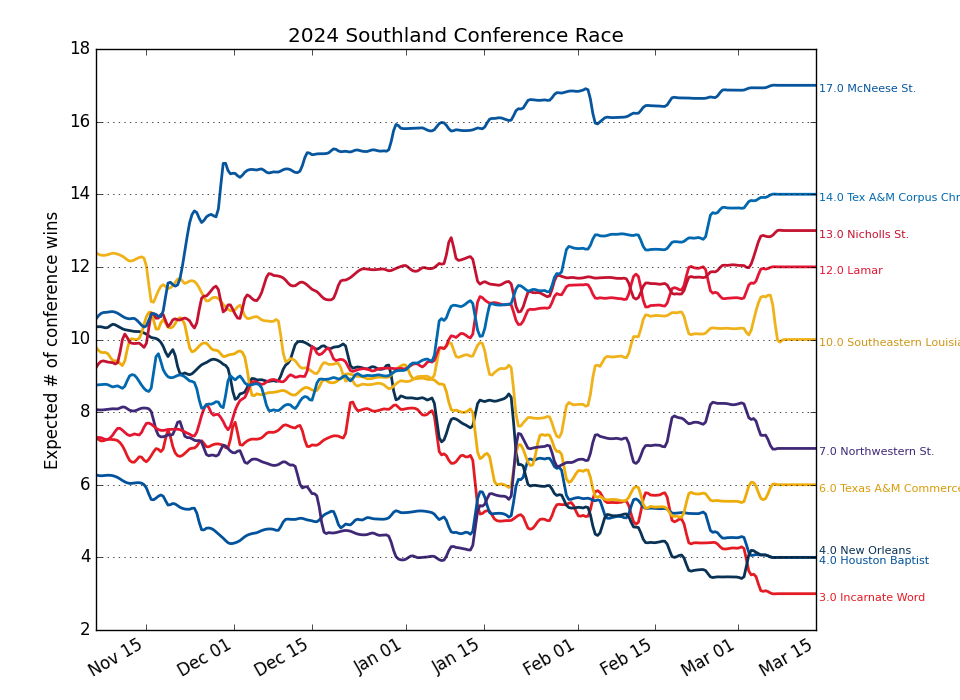 2024 Southland Conference Race
Expected # of conference wins
18
16
14
12
10
8
6
4
2
Nov 15
Dec 01
Dec 15
Jan 01
Jan 15
Feb 01
Feb 15
Mar 01
Mar 15
17.0 McNeese St.
14.0 Tex A&M Corpus Chr
13.0 Nicholls St.
12.0 Lamar
10.0 Southeastern Louisia
7.0 Northwestern St.
6.0 Texas A&M Commerce
4.0 New Orleans
4.0 Houston Baptist
3.0 Incarnate Word